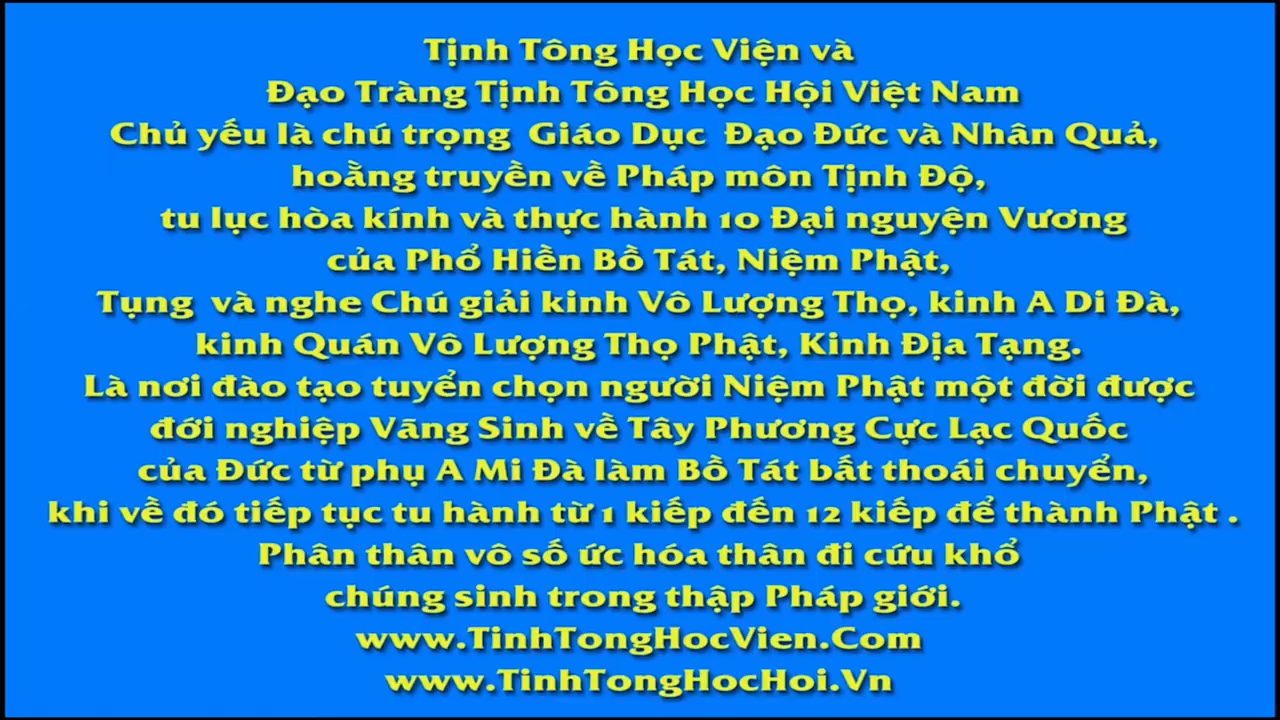 Tịnh Tông Học Viện và
Đạo Tràng Tịnh Tông Học Hội Việt Nam
Chủ yếu là chú trọng Giáo Dục Đạo Đức và Nhân Quả,
hoằng truyền về Pháp môn Tịnh Độ,
tu lục hòa kính và thực hành 10 Đại nguyện Vương
của Phổ Hiền Bồ Tát, Niệm Phật,
Tụng và nghe Chú giải kinh Vô Lượng Thọ, kinh A Di Đà,
kinh Quán Vô Lượng Thọ Phật, Kinh Địa Tạng.
Là nơi đào tạo tuyển chọn người Niệm Phật một đời được
đới nghiệp Vãng Sinh về Tây Phương Cực Lạc Quốc
của Đức từ phụ A Mi Đà làm Bồ Tát bất thoái chuyển,
khi về đó tiếp tục tu hành từ 1 kiếp đến 12 kiếp để thành Phật .
Phân thân vô số ức hóa thân đi cứu khổ
chúng sinh trong thập Pháp giới.
www.TinhTongHocVien.Com
www.TinhTongHocHoi.Vn